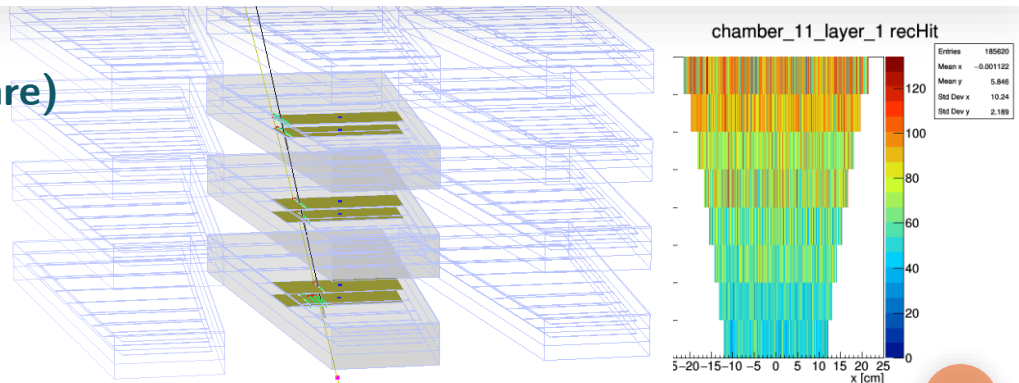 are)
chamber_11_layer_1 recHit
Entries 185620
Mean x -0.001122
Mean y 5.846
Std Dev x 10.24
Std Dev y 2.189
120
100
80
60
40
20
0
5-20-15-10-5 0 5 10 15 20 25
x [cm]